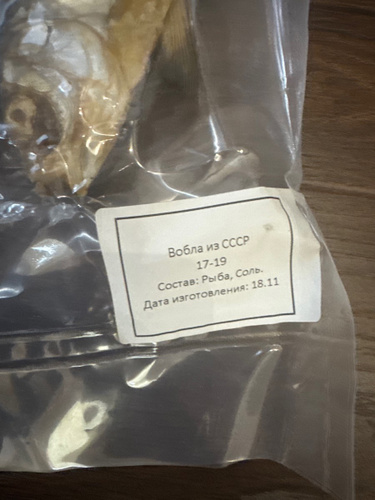 Вобла из СССР
17-19
Состав: Рыба, Соль.
Дата изготовления: 18.11